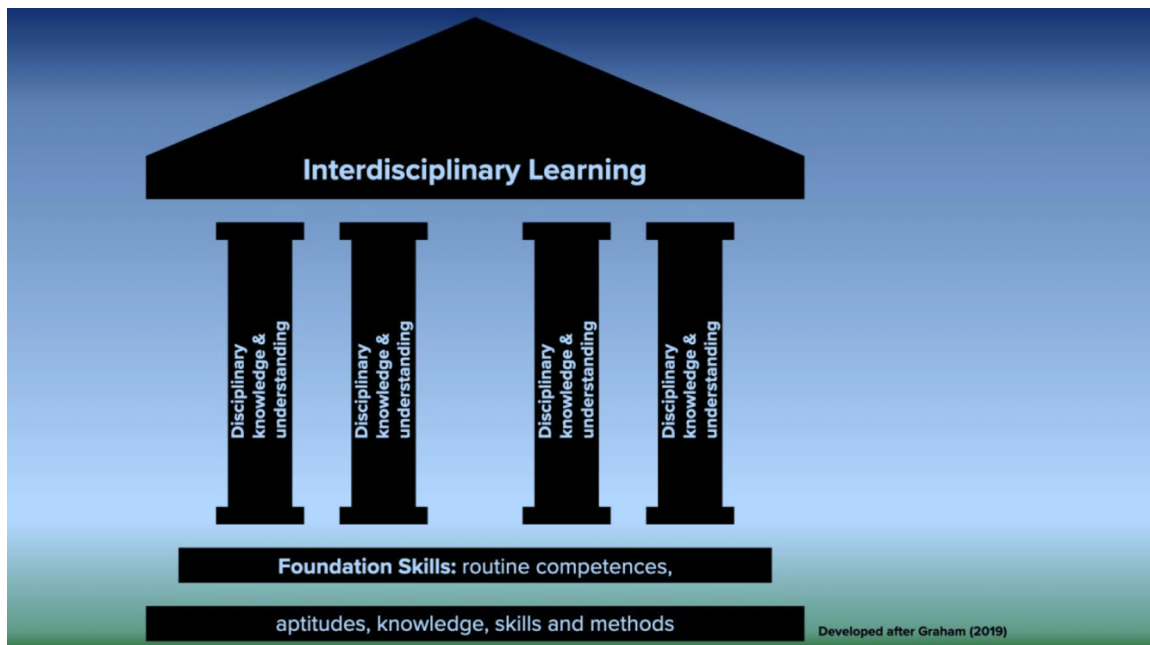 Interdisciplinary Learning
Disciplinary
knowledge &
understanding
Disciplinary
knowledge &
understanding
Disciplinary
knowledge &
understanding
Disciplinary
knowledge &
understanding
Foundation Skills: routine competences,
aptitudes, knowledge, skills and methods
Developed after Graham (2019)